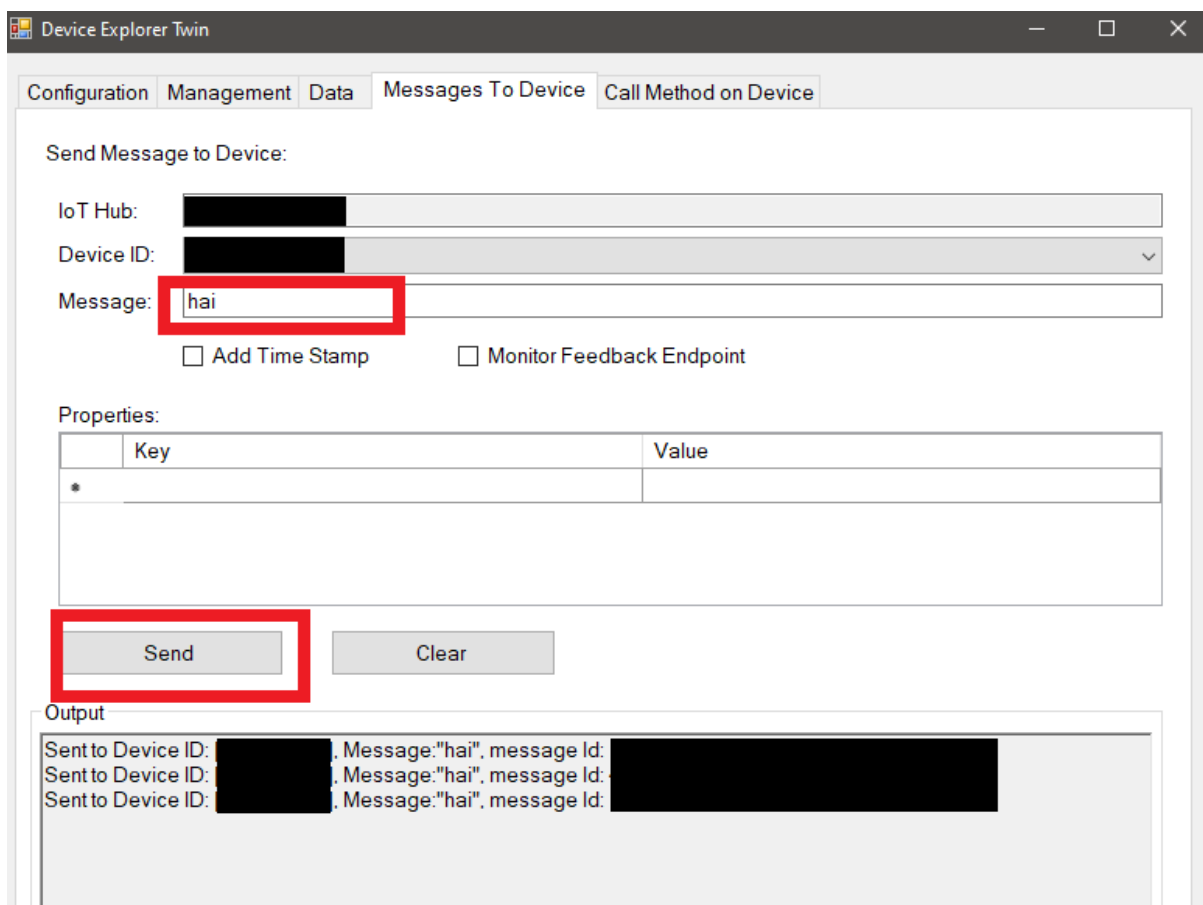 Device Explorer Twin
Configuration Management Data Messages To Device Call Method on Device
Send Message to Device:
IoT Hub:
Device ID:
Message: hai
Add Time Stamp Monitor Feedback Endpoint
Properties:
Key Value
*
Send Clear
Output
Sent to Device ID: [ ], Message:"hai", message Id:
Sent to Device ID: [ ], Message:"hai", message Id:
Sent to Device ID: [ ], Message:"hai", message Id: